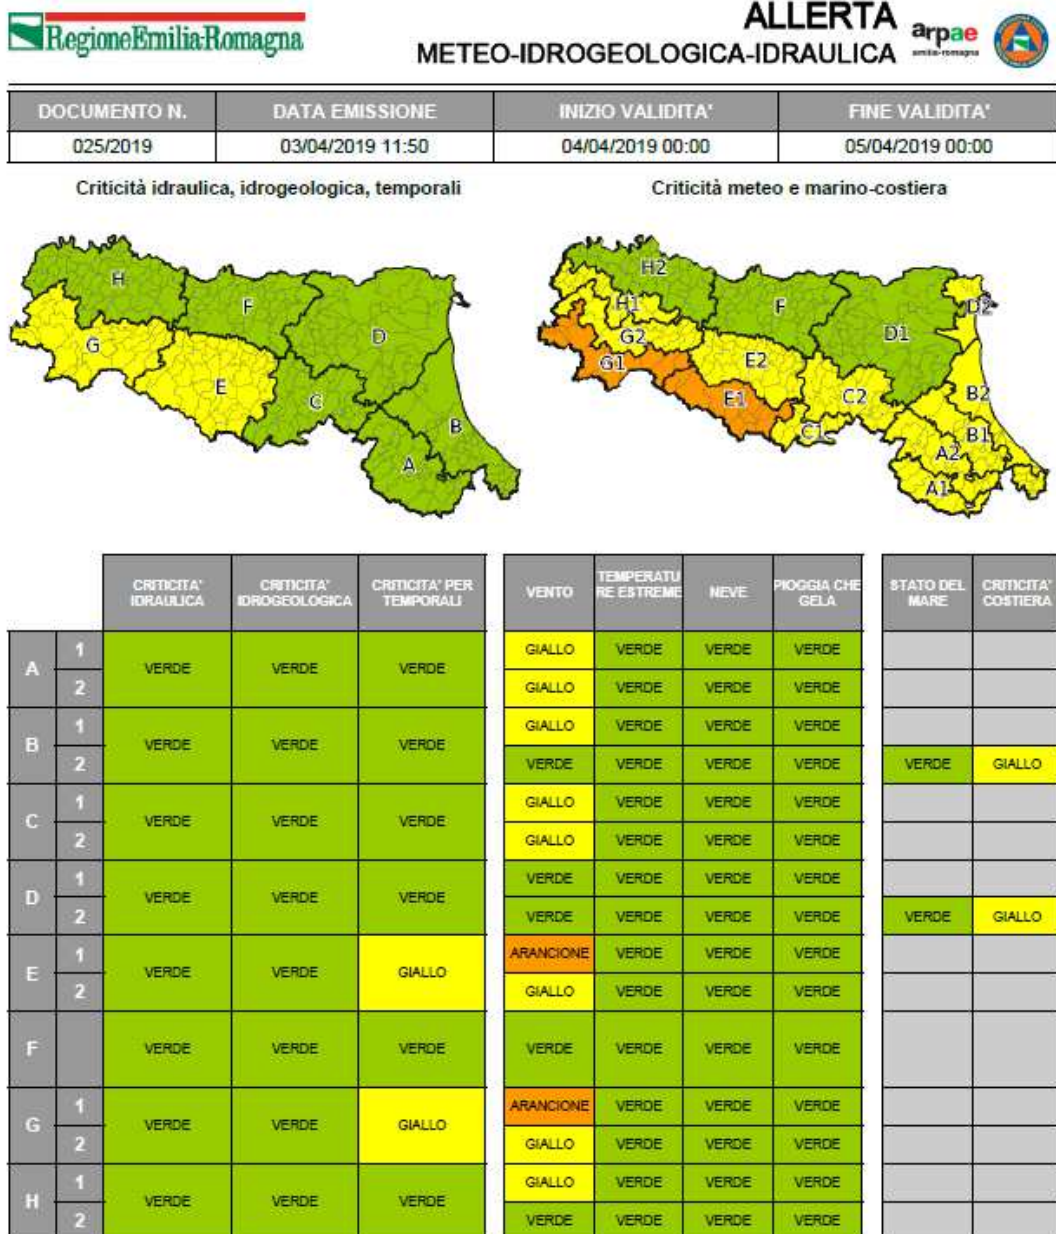 RegioneEmilia-Romagna
ALLERTA
METEO-IDROGEOLOGICA-IDRAULICA
arpae
emilia-romagna
DOCUMENTO N. DATA EMISSIONE INIZIO VALIDITA' FINE VALIDITA'
025/2019 03/04/2019 11:50 04/04/2019 00:00 05/04/2019 00:00
Criticità idraulica, idrogeologica, temporali
Criticità meteo e marino-costiera
H
F
D
G
E
C
B
A
H2
F
D2
H1
D1
G2
G1
E2
E1
C2
B2
C1
B1
A2
A1
CRITICITA' IDRAULICA
CRITICITA' IDROGEOLOGICA
CRITICITA' PER TEMPORALI
VENTO
TEMPERATU
RE ESTREME
NEVE
PIOGGIA CHE GELA
STATO DEL MARE
CRITICITA' COSTIERA
A VERDE VERDE VERDE
1 GIALLO VERDE VERDE VERDE
2 GIALLO VERDE VERDE VERDE
B VERDE VERDE VERDE
1 GIALLO VERDE VERDE VERDE
2 VERDE VERDE VERDE VERDE VERDE GIALLO
C VERDE VERDE VERDE
1 GIALLO VERDE VERDE VERDE
2 GIALLO VERDE VERDE VERDE
D VERDE VERDE VERDE
1 VERDE VERDE VERDE VERDE
2 VERDE VERDE VERDE VERDE VERDE GIALLO
E VERDE VERDE GIALLO
1 ARANCIONE VERDE VERDE VERDE
2 GIALLO VERDE VERDE VERDE
F VERDE VERDE VERDE VERDE VERDE VERDE VERDE
G VERDE VERDE GIALLO
1 ARANCIONE VERDE VERDE VERDE
2 GIALLO VERDE VERDE VERDE
H VERDE VERDE VERDE
1 GIALLO VERDE VERDE VERDE
2 VERDE VERDE VERDE VERDE